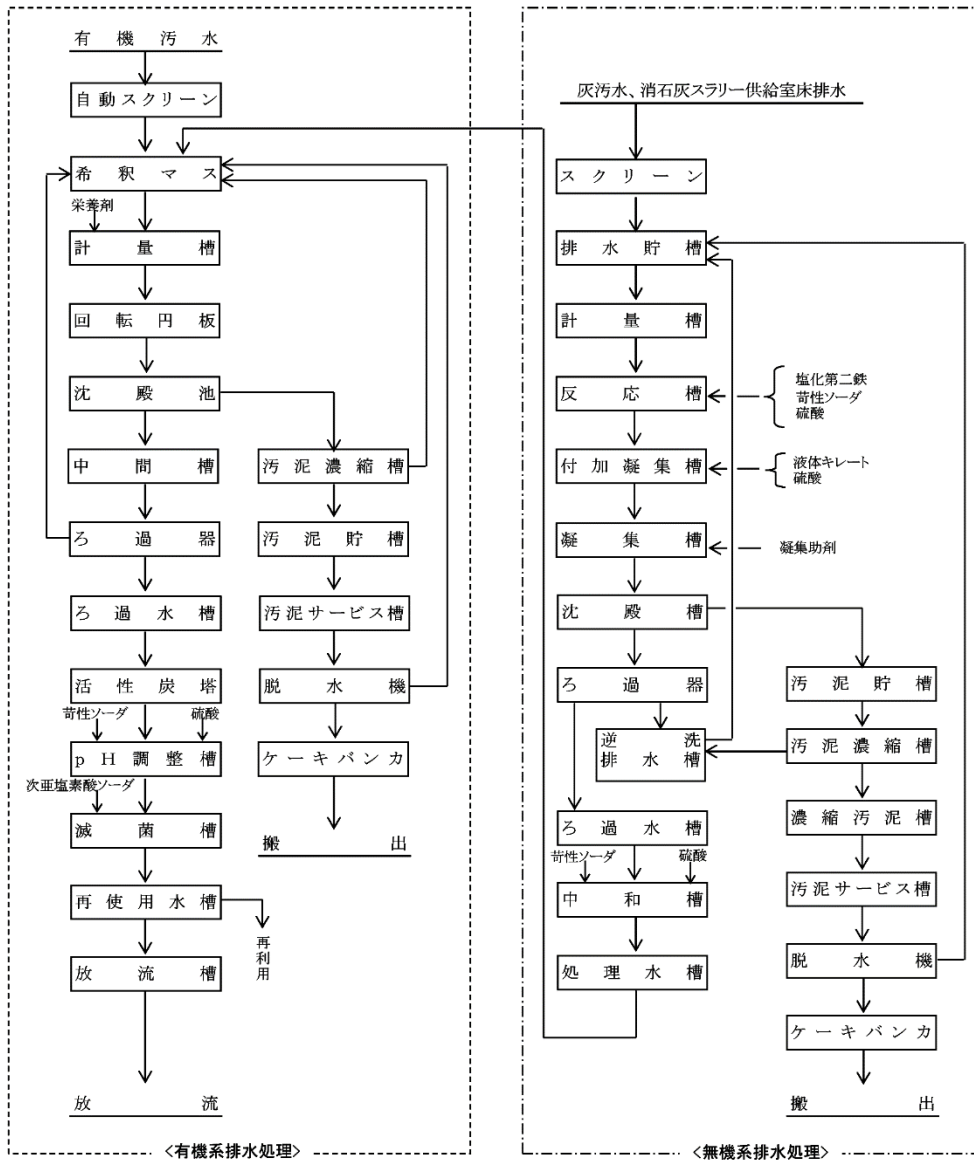 有機汚水
自動スクリーン
希釈マス
栄養剤
計量槽
回転円板
沈殿池
中間槽
ろ過器
ろ過水槽
活性炭塔
苛性ソーダ
硫酸
pH調整槽
次亜塩素酸ソーダ
滅菌槽
再使用水槽
再利用
放流槽
放流
汚泥濃縮槽
汚泥貯槽
汚泥サービス槽
脱水機
ケーキバンカ
搬出
<有機系排水処理>
灰汚水、消石灰スラリー供給室床排水
スクリーン
排水貯槽
計量槽
反応槽
塩化第二鉄
苛性ソーダ
硫酸
付加凝集槽
液体キレート
硫酸
凝集槽
凝集助剤
沈殿槽
ろ過器
逆洗
排水槽
ろ過水槽
苛性ソーダ
硫酸
中和槽
処理水槽
汚泥貯槽
汚泥濃縮槽
濃縮汚泥槽
汚泥サービス槽
脱水機
ケーキバンカ
搬出
<無機系排水処理>